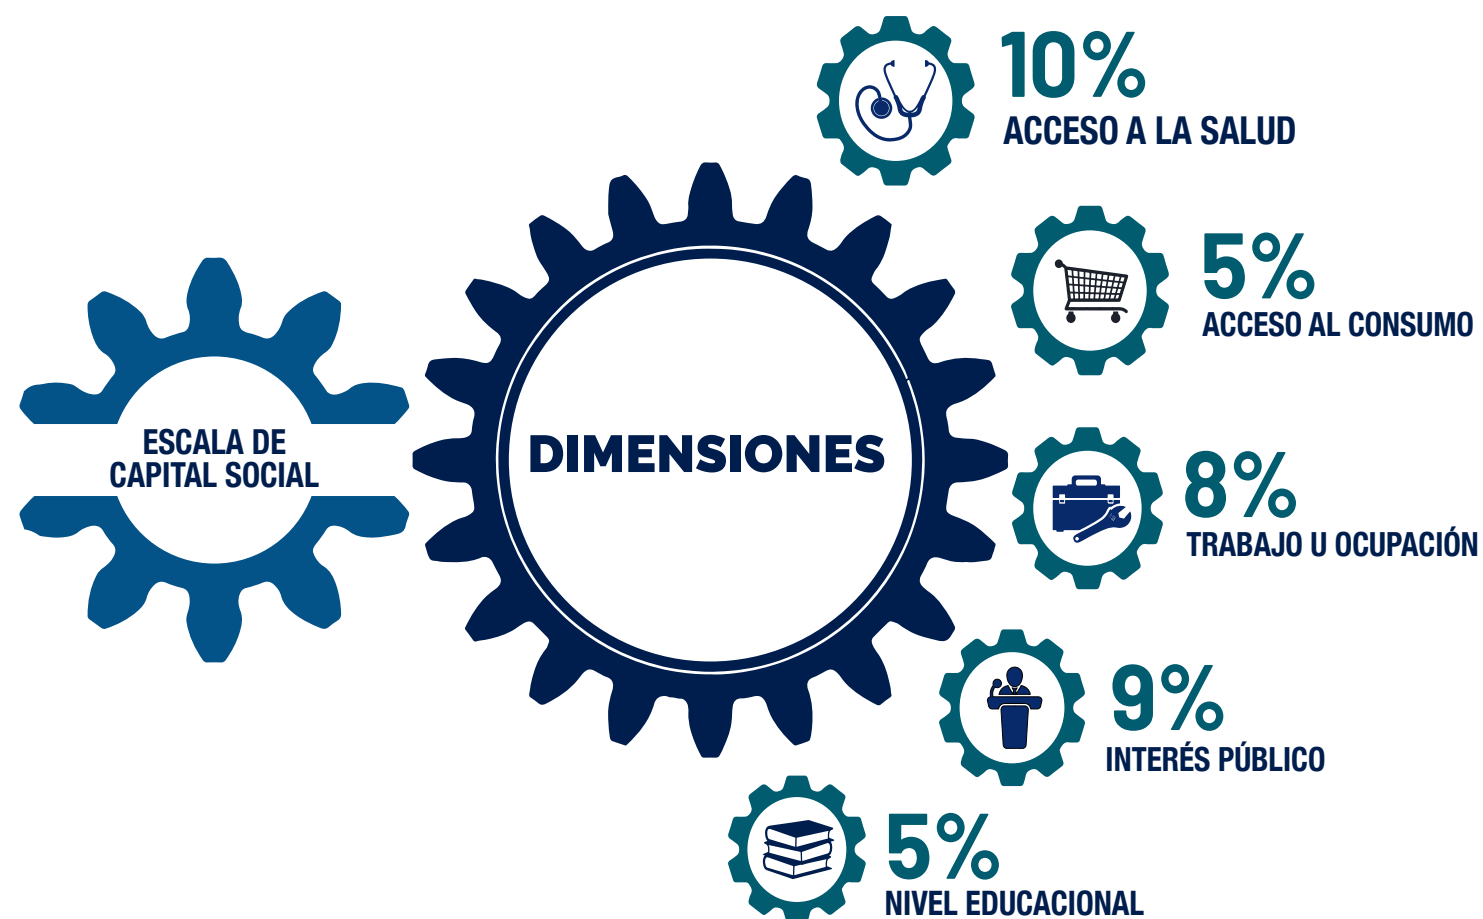 10%
ACCESO A LA SALUD
5%
ACCESO AL CONSUMO
ESCALA DE
CAPITAL SOCIAL
DIMENSIONES
8%
TRABAJO U OCUPACIÓN
9%
INTERÉS PÚBLICO
5%
NIVEL EDUCACIONAL